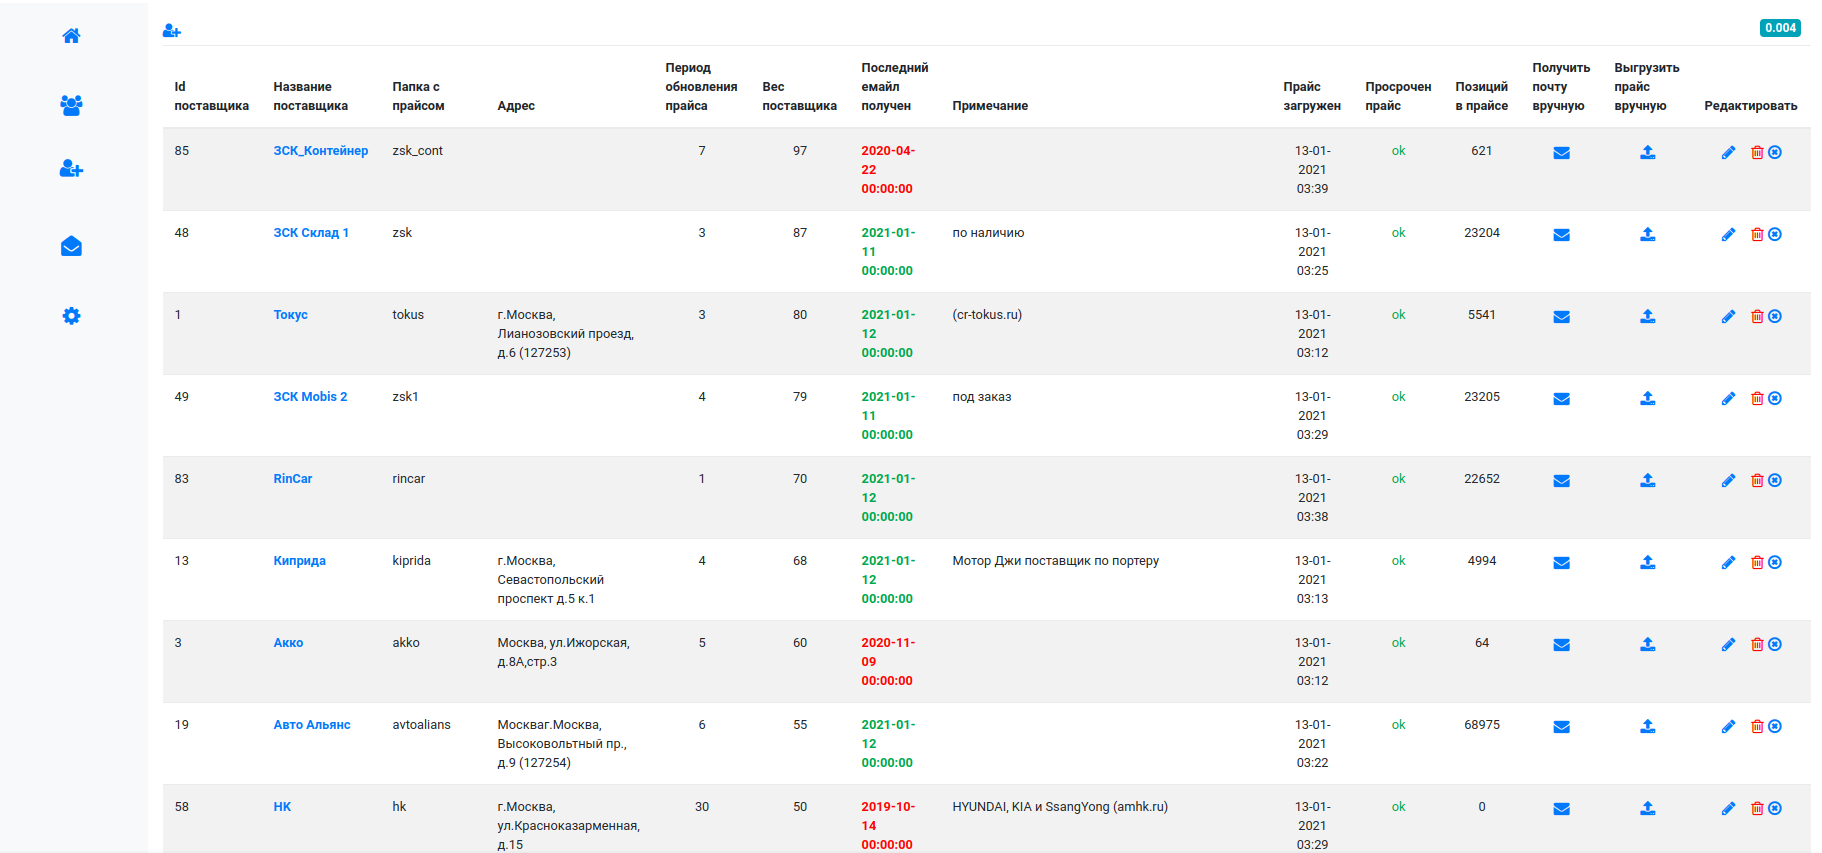 0.004
Id поставщика
Название поставщика
Папка с прайсом
Адрес
Период обновления прайса
Вес поставщика
Последний емайл получен
Примечание
Прайс загружен
Просрочен прайс
Позиций в прайсе
Получить почту вручную
Выгрузить прайс вручную
Редактировать
85
ЗСК_Контейнер
zsk_cont
7
97
2020-04-
22
00:00:00
13-01-
2021
03:39
ok
621
48
ЗСК Склад 1
zsk
3
87
2021-01-
11
00:00:00
по наличию
13-01-
2021
03:25
ok
23204
1
Токус
tokus
г.Москва,
Лианозовский проезд,
д.6 (127253)
3
80
2021-01-
12
00:00:00
(cr-tokus.ru)
13-01-
2021
03:12
ok
5541
49
ЗСК Mobis 2
zsk1
4
79
2021-01-
11
00:00:00
под заказ
13-01-
2021
03:29
ok
23205
83
RinCar
rincar
1
70
2021-01-
12
00:00:00
13-01-
2021
03:38
ok
22652
13
Киприда
kiprida
г.Москва,
Севастопольский
проспект д.5 к.1
4
68
2021-01-
12
00:00:00
Мотор Джи поставщик по портеру
13-01-
2021
03:13
ok
4994
3
Акко
akko
Москва, ул.Ижорская,
д.8А,стр.3
5
60
2020-11-
09
00:00:00
13-01-
2021
03:12
ok
64
19
Авто Альянс
avtoalians
Москваг.Москва,
Высоковольтный пр.,
д.9 (127254)
6
55
2021-01-
12
00:00:00
13-01-
2021
03:22
ok
68975
58
НК
hk
г.Москва,
ул.Красноказарменная,
д.15
30
50
2019-10-
14
00:00:00
HYUNDAI, KIA и SsangYong (amhk.ru)
13-01-
2021
03:29
ok
0